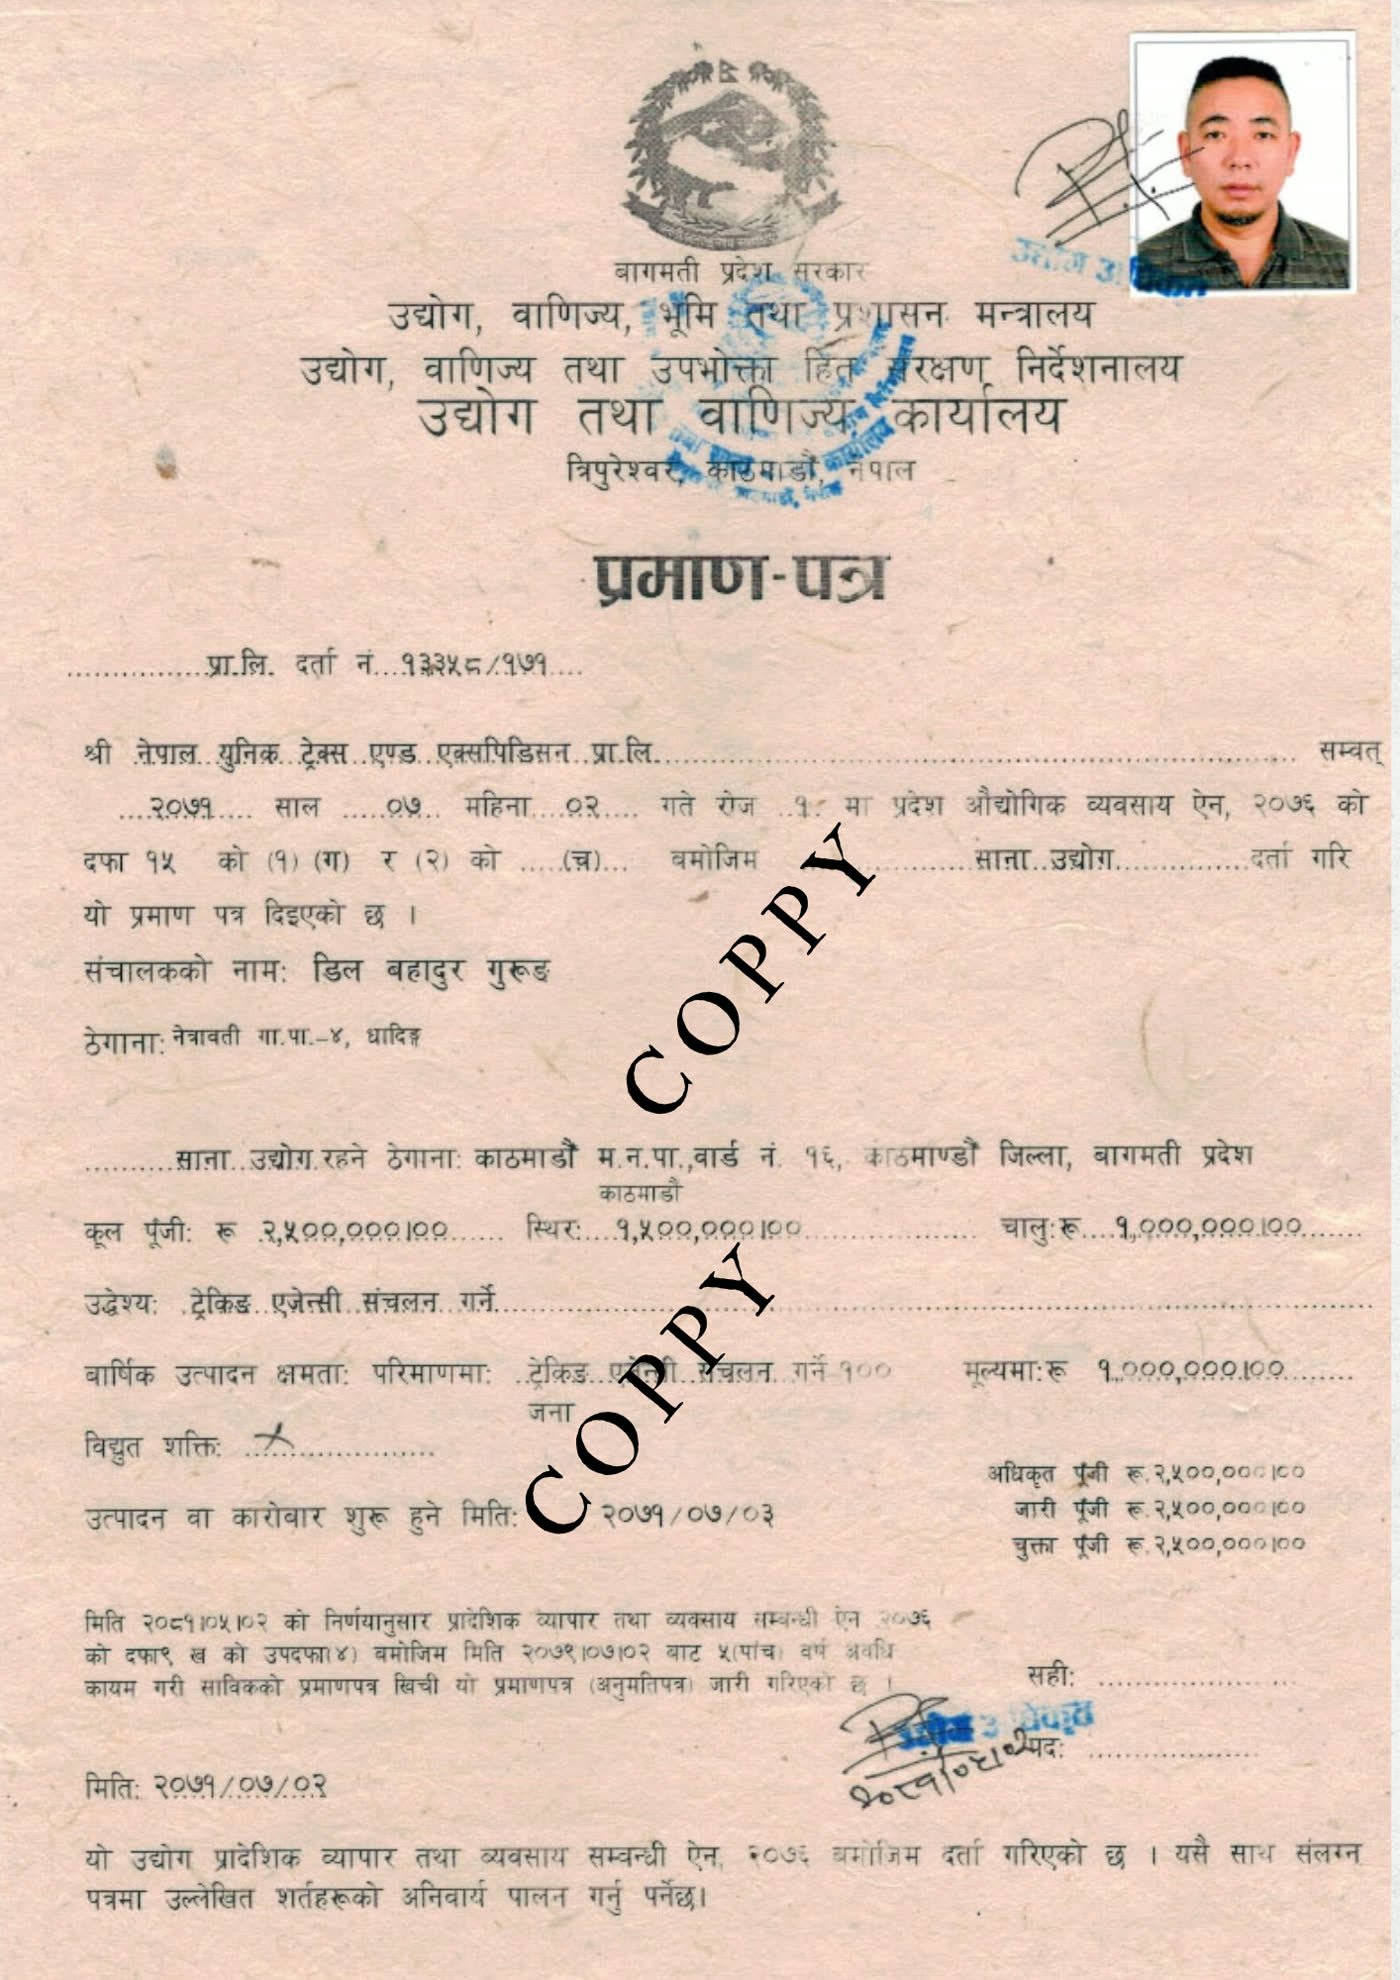 बागमती प्रदेश सरकार
उद्योग, वाणिज्य, भूमि तथा प्रशासन मन्त्रालय
उद्योग, वाणिज्य तथा उपभोक्ता हित संरक्षण निर्देशनालय
उद्योग तथा वाणिज्य कार्यालय
त्रिपुरेश्वर, काठमाडौं, नेपाल
प्रमाण-पत्र
प्रा.लि. दर्ता नं. १३३५८/१७१
श्री नेपाल युनिक ट्रेक्स एण्ड एक्सपिडिसन प्रा.लि. सम्वत्
२०७१ साल ०७ महिना ०२ गते रोज १ मा प्रदेश औद्योगिक व्यवसाय ऐन, २०७६ को
दफा १५ को (१) (ग) र (२) को (च) बमोजिम साना उद्योग दर्ता गरि
यो प्रमाण पत्र दिइएको छ ।
संचालकको नाम: डिल बहादुर गुरूङ
ठेगाना: नेत्रावती गा.पा.-४, धादिङ्ग
साना उद्योग रहने ठेगाना: काठमाडौं म.न.पा.,वार्ड नं. १६, काठमाण्डौं जिल्ला, बागमती प्रदेश
काठमाडौं
कूल पूंजी: रू २,५००,०००|०० स्थिर: १,५००,०००|०० चालु:रू १,०००,०००|००
उद्धेश्य: ट्रेकिङ एजेन्सी संचलन गर्ने
वार्षिक उत्पादन क्षमता: परिमाणमा: ट्रेकिङ एजेन्सी संचलन गर्ने १०० मूल्यमा:रू १,०००,०००|००
जना
विद्युत शक्ति: x
अधिकृत पूंजी रू.२,५००,०००|००
जारी पूंजी रू.२,५००,०००|००
चुक्ता पूंजी रू.२,५००,०००|००
उत्पादन वा कारोवार शुरू हुने मिति: २०७१/०७/०३
मिति २०८१|०५|०२ को निर्णयानुसार प्रादेशिक व्यापार तथा व्यवसाय सम्बन्धी ऐन २०७६
को दफा९ ख को उपदफा(४) बमोजिम मिति २०७९|०७|०२ बाट ५(पांच) वर्ष अवधि
कायम गरी साविकको प्रमाणपत्र खिची यो प्रमाणपत्र (अनुमतिपत्र) जारी गरिएको छ ।
सही:
पद:
२०८१/०५/०२
मिति: २०७१/०७/०२
यो उद्योग प्रादेशिक व्यापार तथा व्यवसाय सम्वन्धी ऐन, २०७६ बमोजिम दर्ता गरिएको छ । यसै साथ संलग्न
पत्रमा उल्लेखित शर्तहरूको अनिवार्य पालन गर्नु पर्नेछ।
COPPY
COPPY